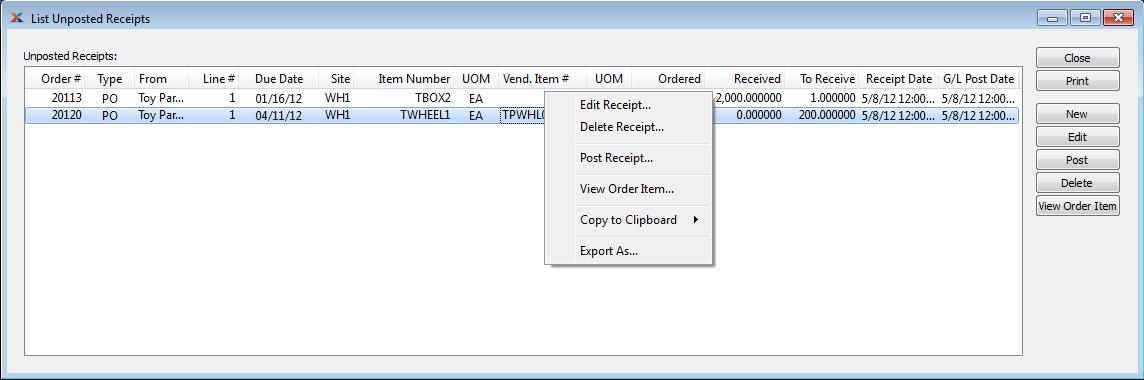 List Unposted Receipts
Unposted Receipts:
Order # Type From Line # Due Date Site Item Number UOM Vend. Item # UOM Ordered Received To Receive Receipt Date G/L Post Date
20113 PO Toy Par... 1 01/16/12 WH1 TBOX2 EA 2,000.000000 1.000000 5/8/12 12:00... 5/8/12 12:00...
20120 PO Toy Par... 1 04/11/12 WH1 TWHEEL1 EA 0.000000 200.000000 5/8/12 12:00... 5/8/12 12:00...
Edit Receipt...
Delete Receipt...
Post Receipt...
View Order Item...
Copy to Clipboard
Export As...
Close
Print
New
Edit
Post
Delete
View Order Item